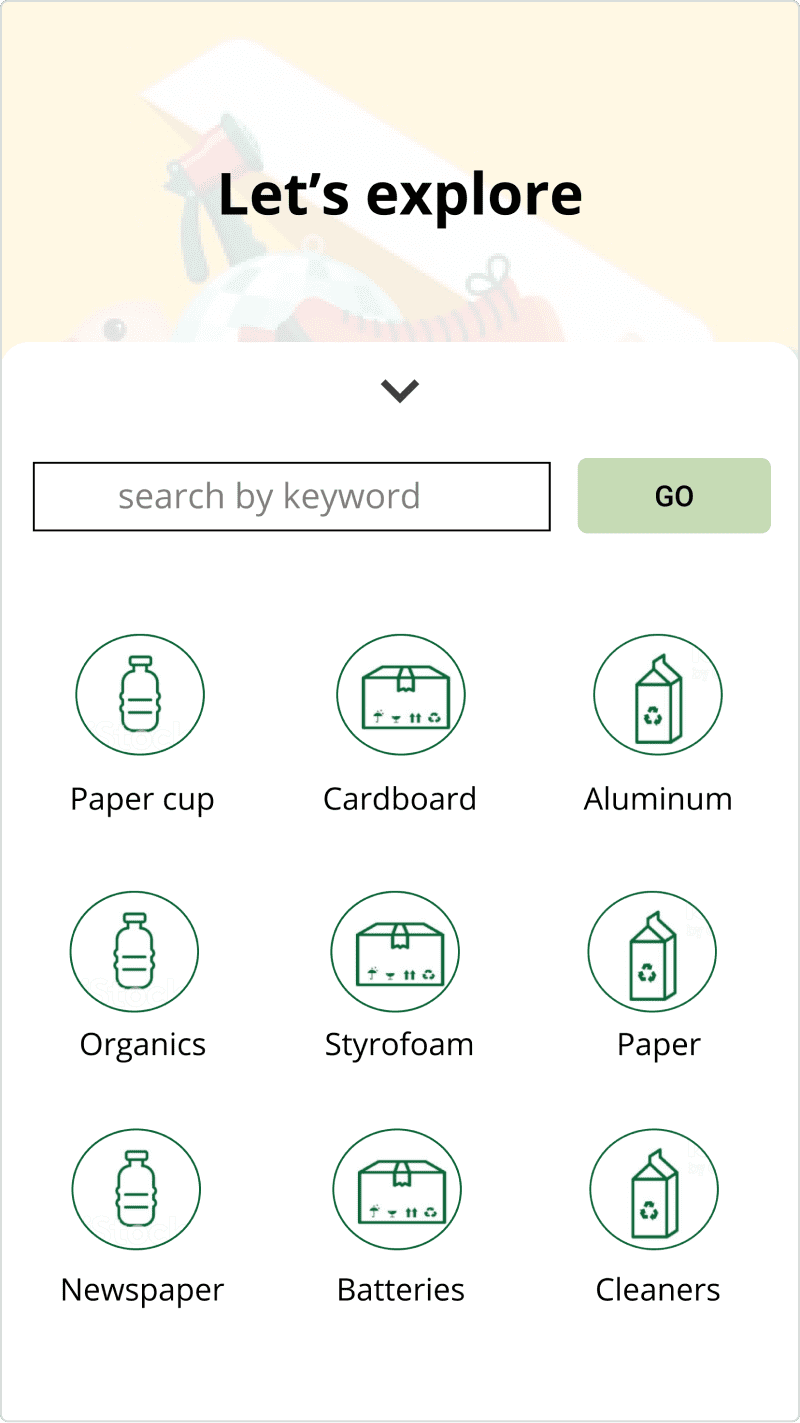 Let’s explore
search by keyword
GO
Paper cup
Cardboard
Aluminum
Organics
Styrofoam
Paper
Newspaper
Batteries
Cleaners